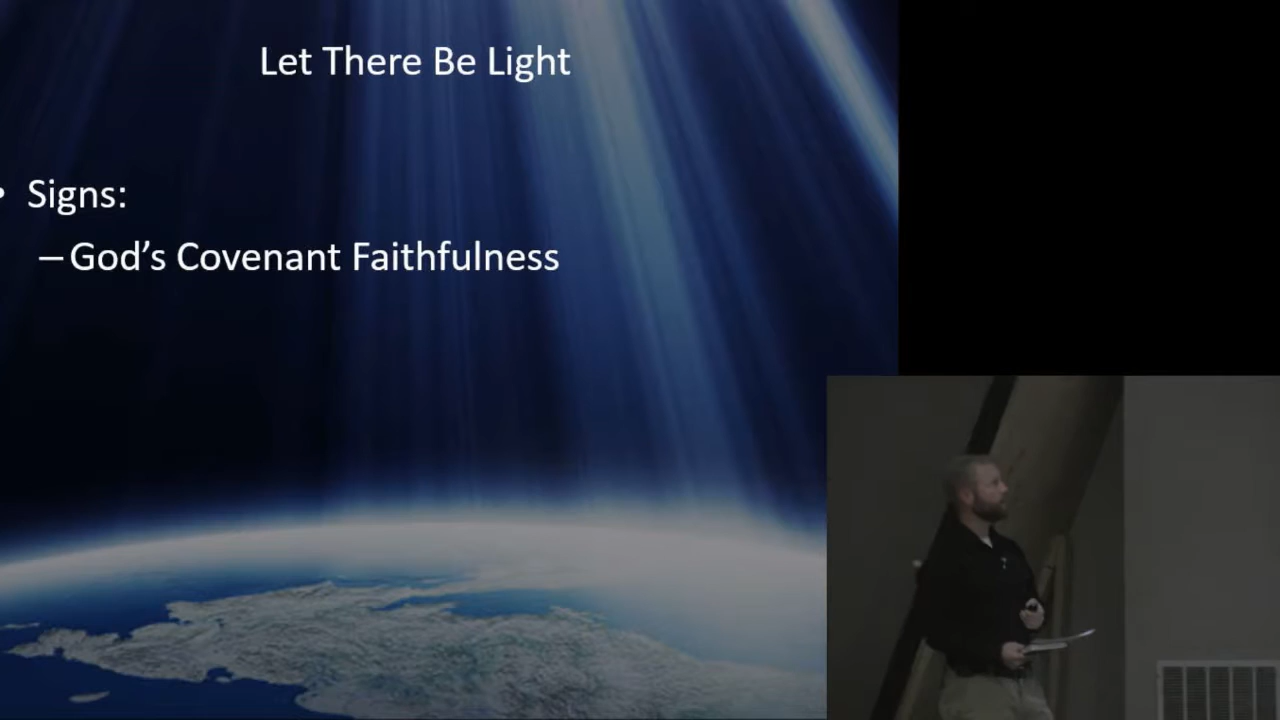 Let There Be Light
• Signs:
– God's Covenant Faithfulness